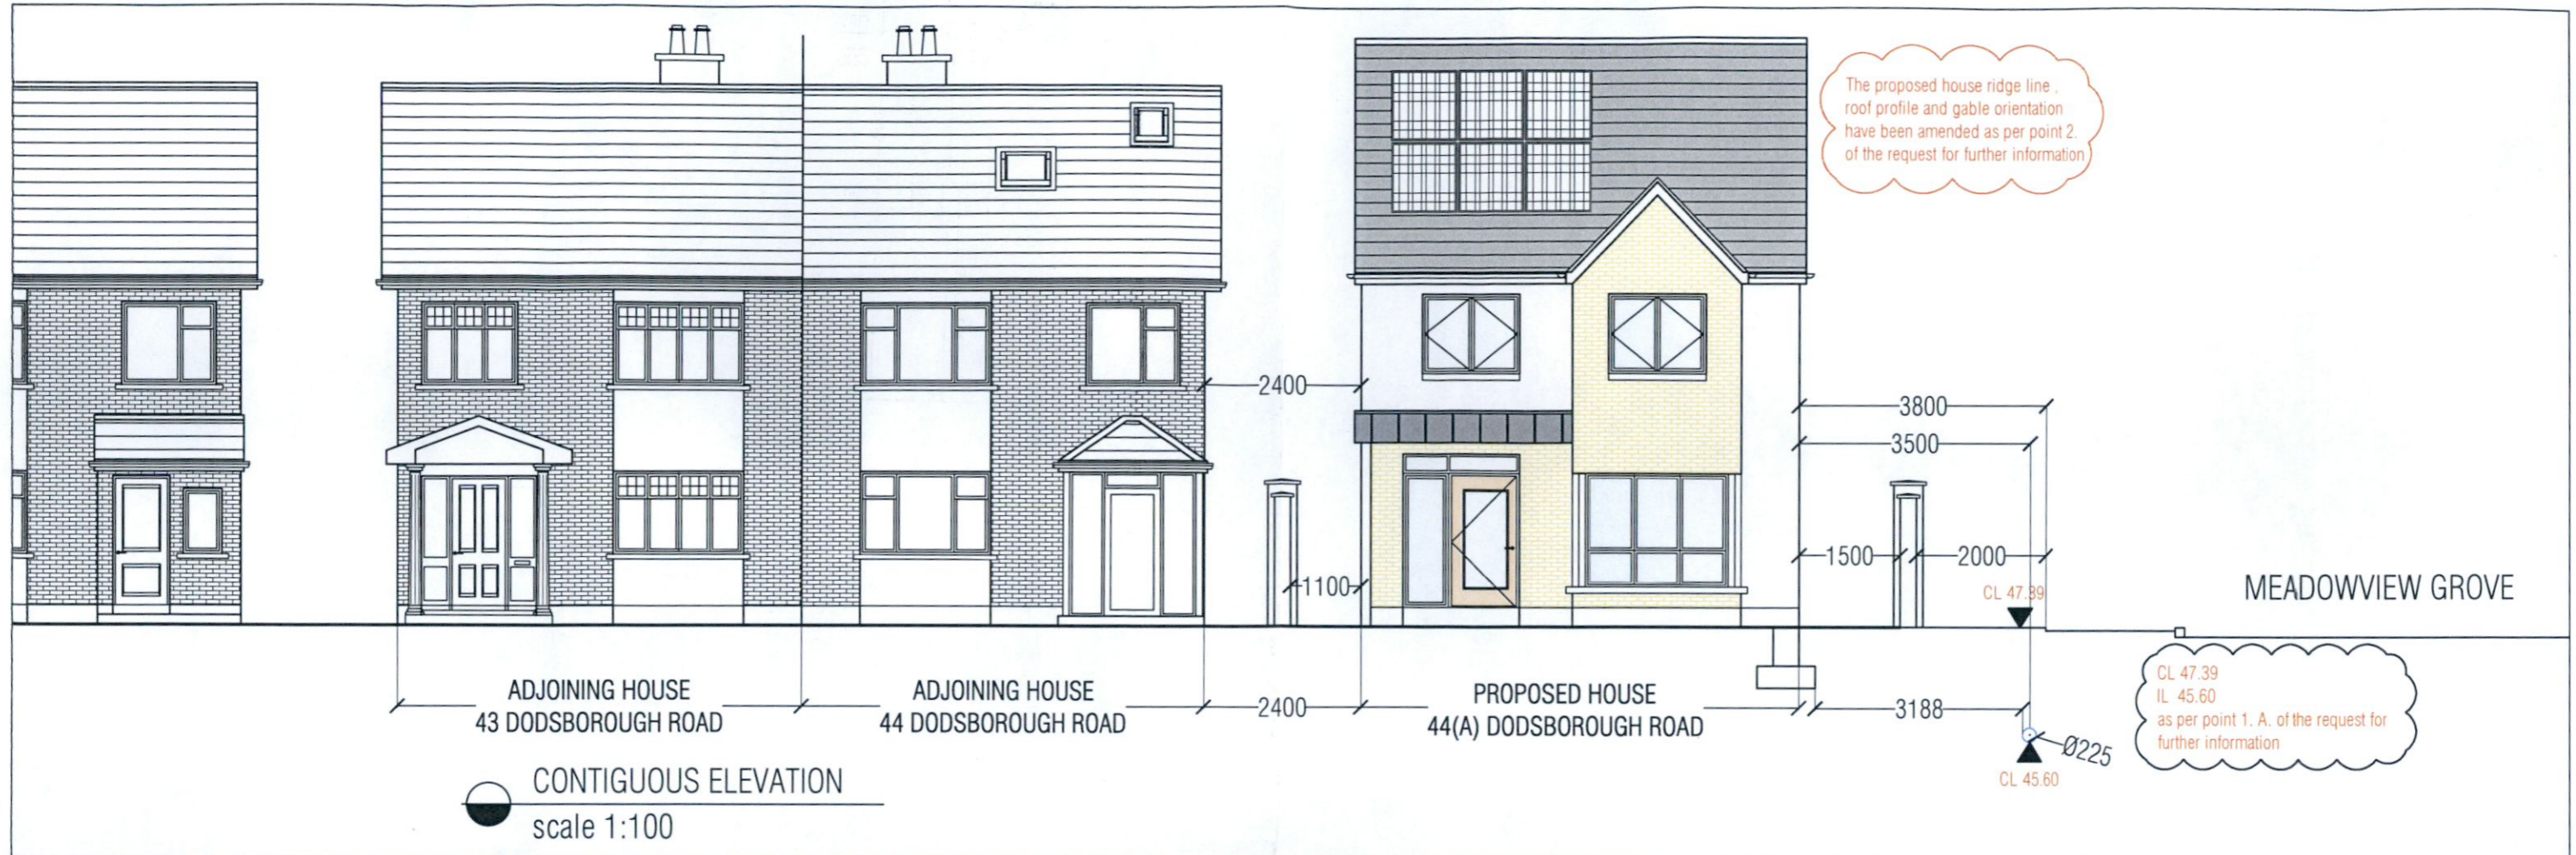 The proposed house ridge line ,
roof profile and gable orientation
have been amended as per point 2.
of the request for further information
2400
3800
3500
1100
1500
2000
CL 47.39
MEADOWVIEW GROVE
ADJOINING HOUSE
43 DODSBOROUGH ROAD
ADJOINING HOUSE
44 DODSBOROUGH ROAD
2400
PROPOSED HOUSE
44(A) DODSBOROUGH ROAD
3188
Ø225
CL 45.60
CL 47.39
IL 45.60
as per point 1. A. of the request for
further information
CONTIGUOUS ELEVATION
scale 1:100